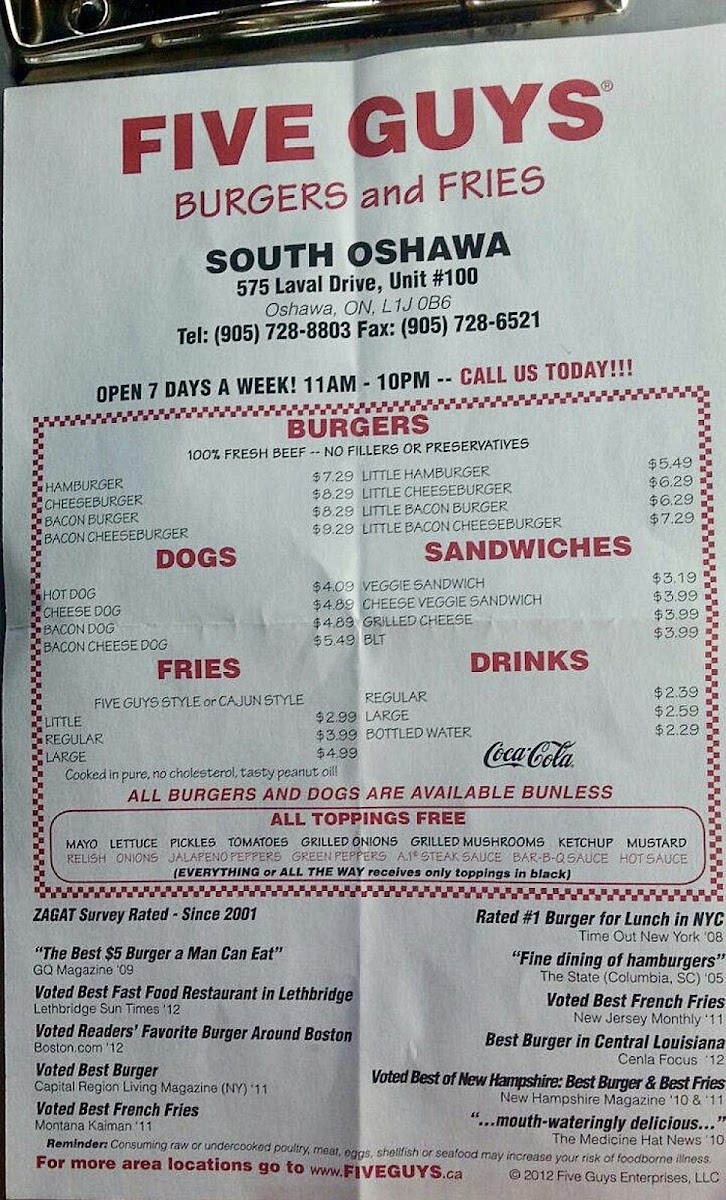 FIVE GUYS®
BURGERS and FRIES
SOUTH OSHAWA
575 Laval Drive, Unit #100
Oshawa, ON, L1J 0B6
Tel: (905) 728-8803 Fax: (905) 728-6521
OPEN 7 DAYS A WEEK! 11AM - 10PM -- CALL US TODAY!!!
BURGERS
100% FRESH BEEF -- NO FILLERS OR PRESERVATIVES
HAMBURGER $7.29
CHEESEBURGER $8.29
BACON BURGER $8.29
BACON CHEESEBURGER $9.29
LITTLE HAMBURGER $5.49
LITTLE CHEESEBURGER $6.29
LITTLE BACON BURGER $6.29
LITTLE BACON CHEESEBURGER $7.29
DOGS
HOT DOG $4.09
CHEESE DOG $4.89
BACON DOG $4.89
BACON CHEESE DOG $5.49
SANDWICHES
VEGGIE SANDWICH $3.19
CHEESE VEGGIE SANDWICH $3.99
GRILLED CHEESE $3.99
BLT $3.99
FRIES
FIVE GUYS STYLE or CAJUN STYLE
LITTLE $2.99
REGULAR $3.99
LARGE $4.99
Cooked in pure, no cholesterol, tasty peanut oil!
DRINKS
REGULAR $2.39
LARGE $2.59
BOTTLED WATER $2.29
Coca-Cola
ALL BURGERS AND DOGS ARE AVAILABLE BUNLESS
ALL TOPPINGS FREE
MAYO LETTUCE PICKLES TOMATOES GRILLED ONIONS GRILLED MUSHROOMS KETCHUP MUSTARD
RELISH ONIONS JALAPENO PEPPERS GREEN PEPPERS A.1® STEAK SAUCE BAR-B-Q SAUCE HOT SAUCE
(EVERYTHING or ALL THE WAY receives only toppings in black)
ZAGAT Survey Rated - Since 2001
"The Best $5 Burger a Man Can Eat"
GQ Magazine '09
Voted Best Fast Food Restaurant in Lethbridge
Lethbridge Sun Times '12
Voted Readers' Favorite Burger Around Boston
Boston.com '12
Voted Best Burger
Capital Region Living Magazine (NY) '11
Voted Best French Fries
Montana Kaiman '11
Rated #1 Burger for Lunch in NYC
Time Out New York '08
"Fine dining of hamburgers"
The State (Columbia, SC) '05
Voted Best French Fries
New Jersey Monthly '11
Best Burger in Central Louisiana
Cenla Focus '12
Voted Best of New Hampshire: Best Burger & Best Fries
New Hampshire Magazine '10 & '11
"...mouth-wateringly delicious..."
The Medicine Hat News '10
Reminder: Consuming raw or undercooked poultry, meat, eggs, shellfish or seafood may increase your risk of foodborne illness.
For more area locations go to www.FIVEGUYS.ca
© 2012 Five Guys Enterprises, LLC